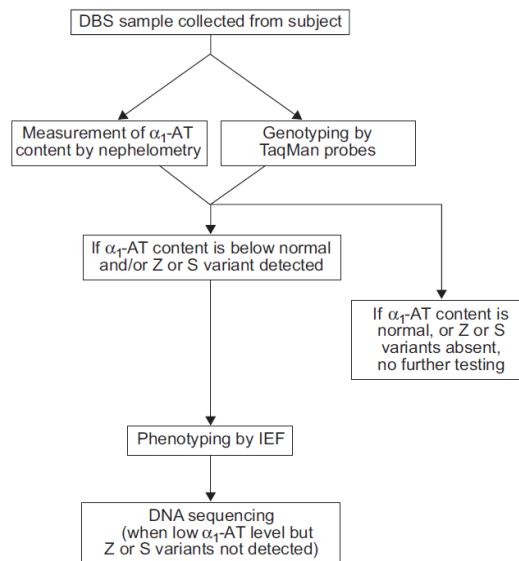 DBS sample collected from subject
Measurement of α₁-AT
content by nephelometry
Genotyping by
TaqMan probes
If α₁-AT content is below normal
and/or Z or S variant detected
If α₁-AT content is
normal, or Z or S
variants absent,
no further testing
Phenotyping by IEF
DNA sequencing
(when low α₁-AT level but
Z or S variants not detected)